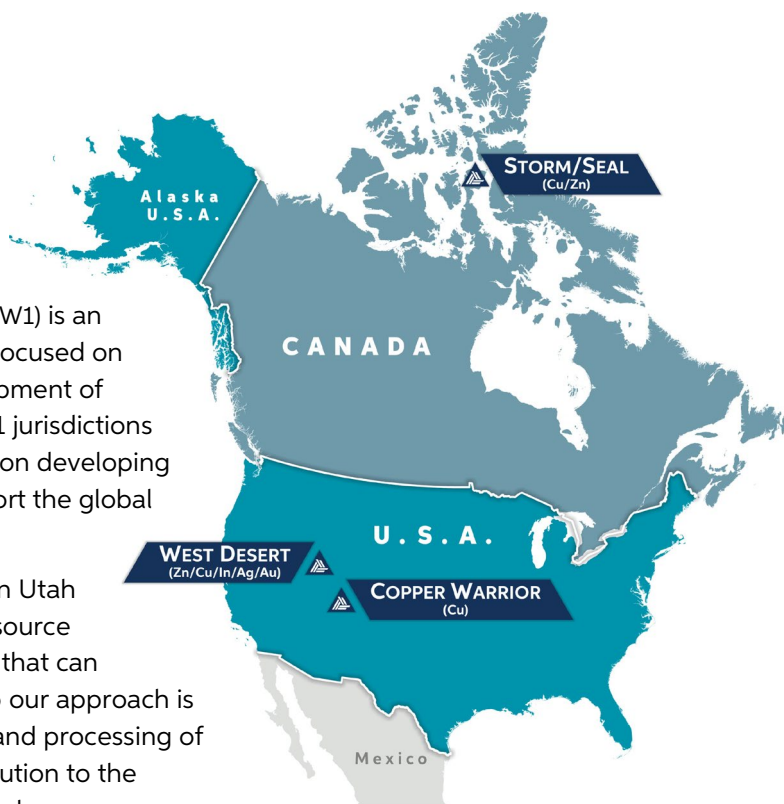 STORM/SEAL
(Cu/Zn)
Alaska
U.S.A.
CANADA
W1) is an
ocused on
pment of
1 jurisdictions
on developing
ort the global
U.S.A.
WEST DESERT
(Zn/Cu/In/Ag/Au)
COPPER WARRIOR
(Cu)
n Utah
source
that can
our approach is
and processing of
ution to the
Mexico